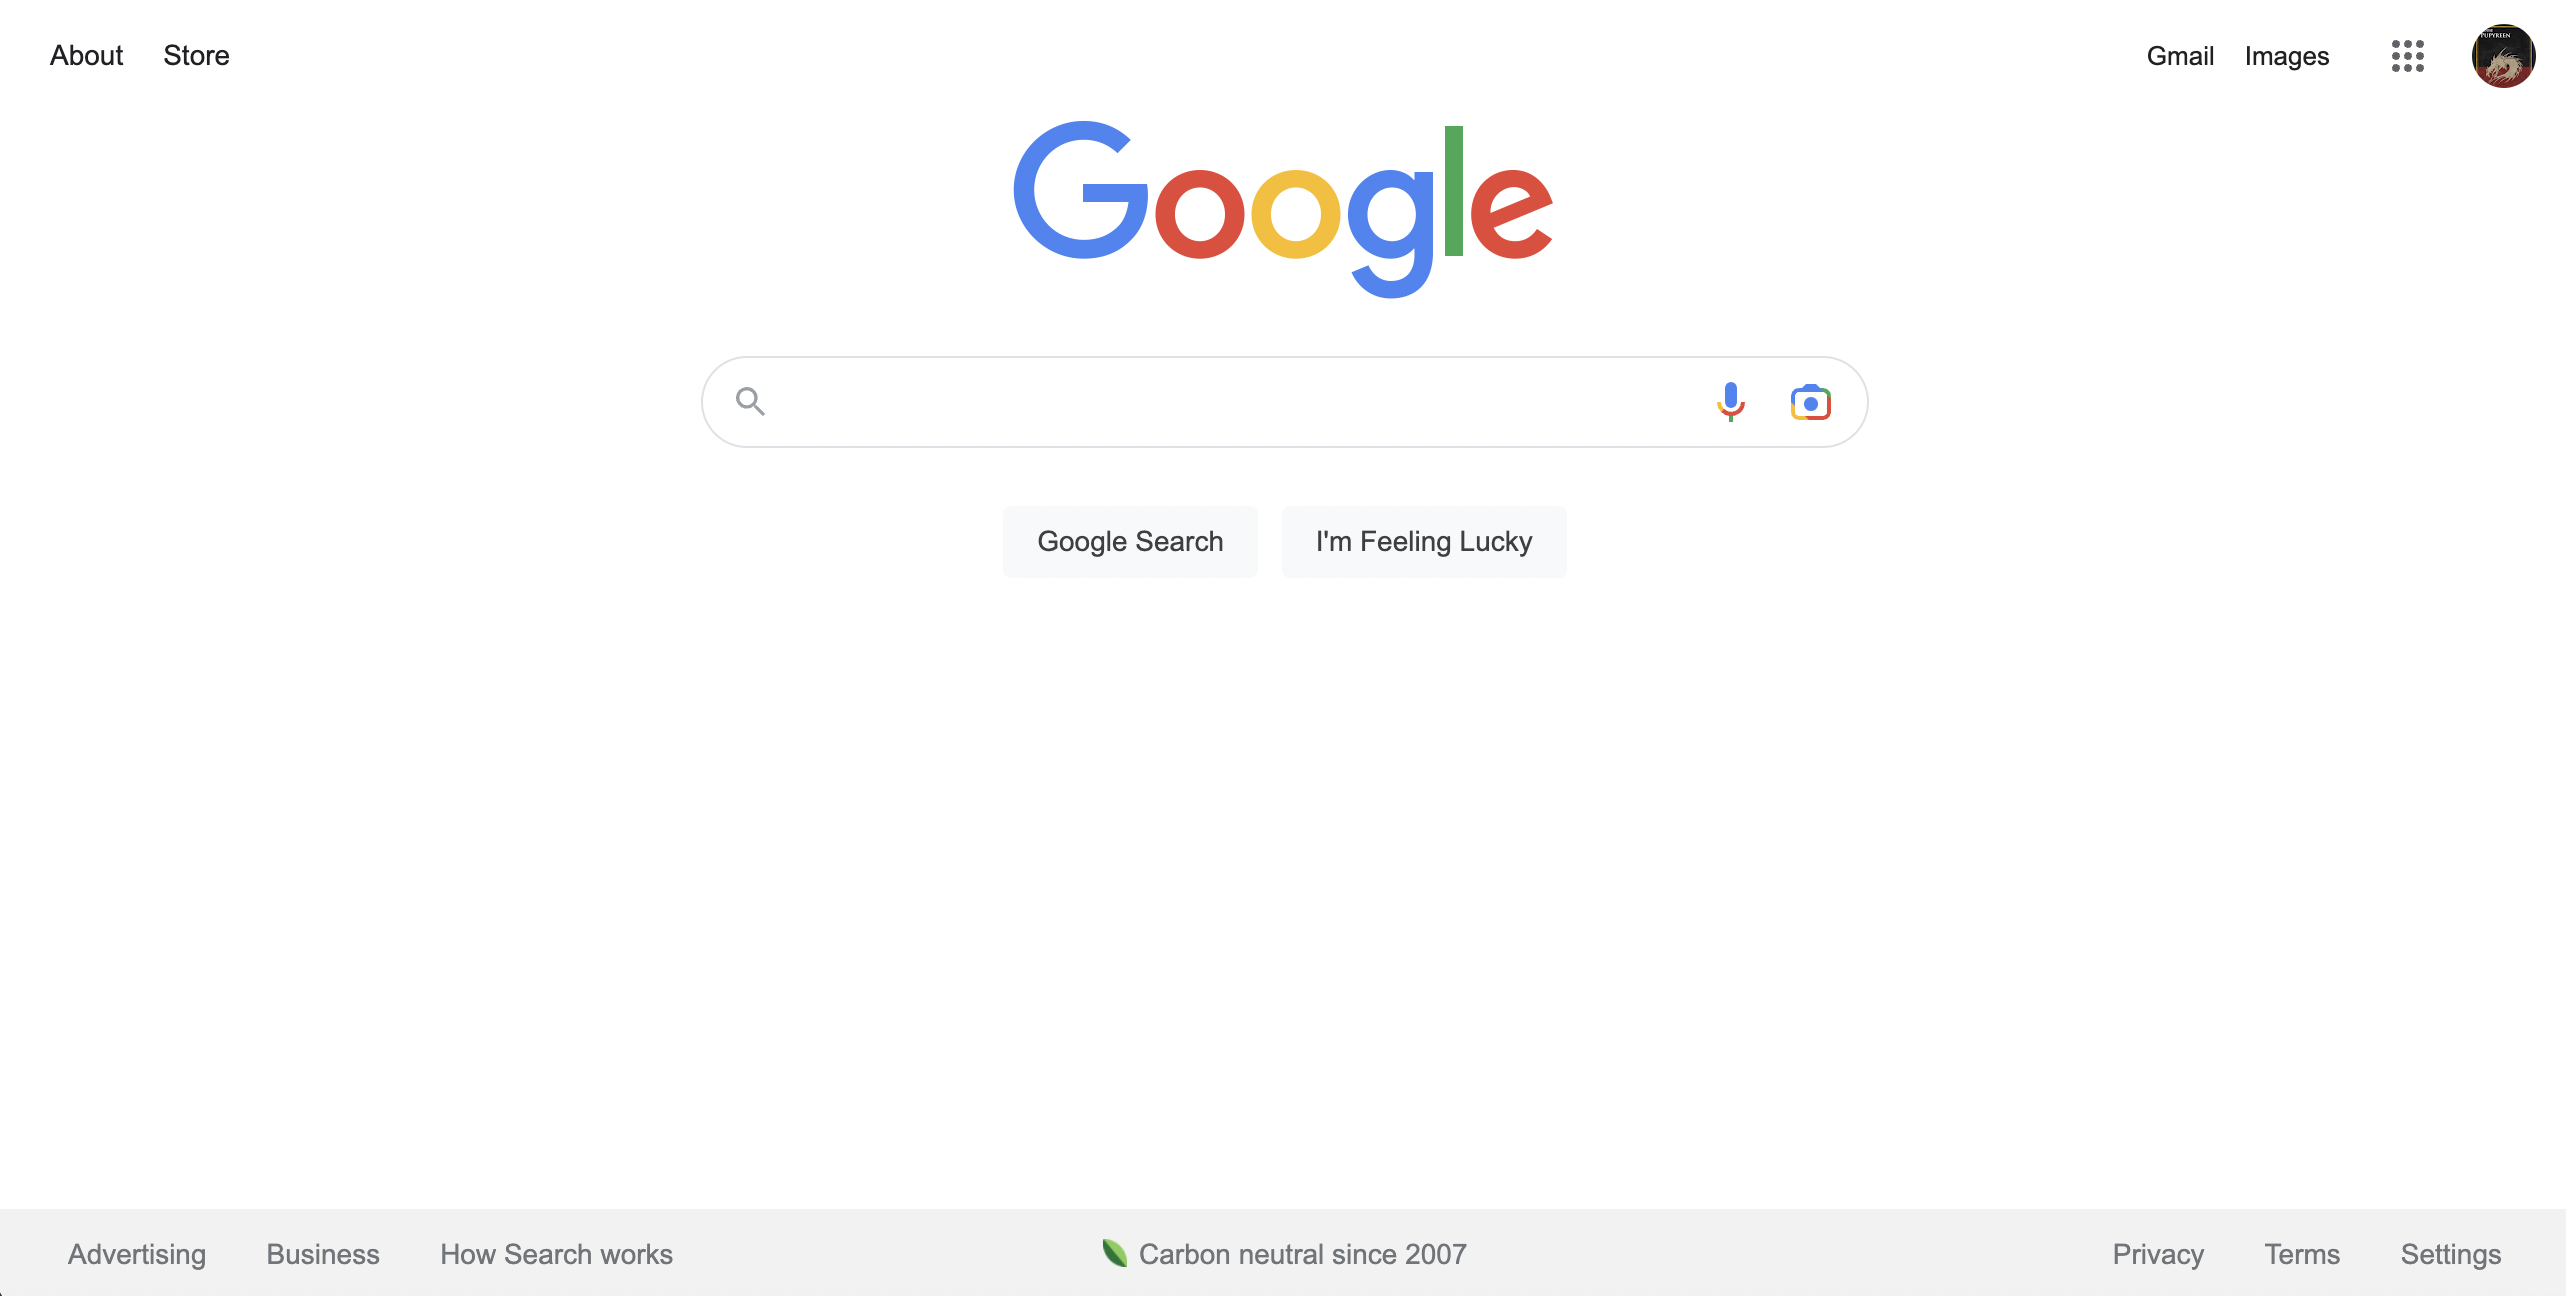 About Store Gmail Images
PUPYREEN
Google
Google Search I'm Feeling Lucky
Advertising Business How Search works Carbon neutral since 2007 Privacy Terms Settings